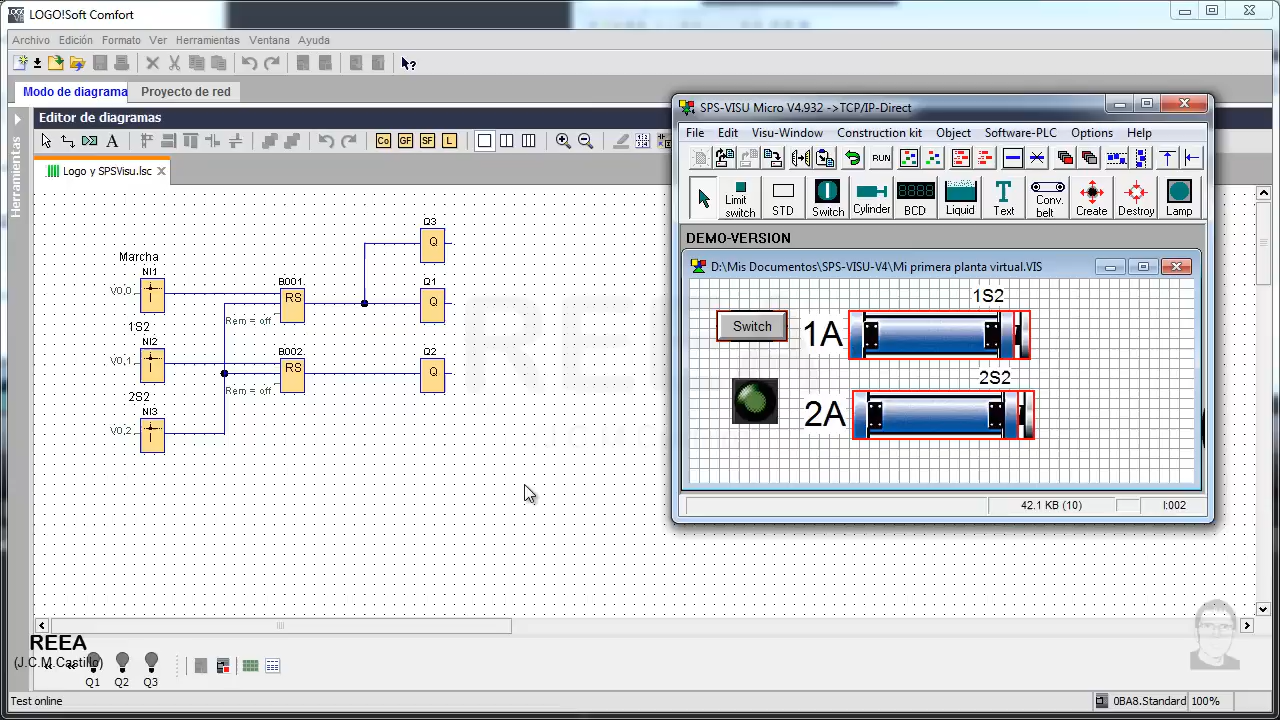 LOGO!Soft Comfort
Archivo Edición Formato Ver Herramientas Ventana Ayuda
Modo de diagrama Proyecto de red
Editor de diagramas
Herramientas
Co GF SF L
Logo y SPSVisu.lsc
Marcha
NI1
V0.0
I
1S2
NI2
V0.1
I
2S2
NI3
I
B001
RS
Rem = off
B002
RS
Rem = off
Q3
Q
Q1
Q
Q2
Q
SPS-VISU Micro V4.932 ->TCP/IP-Direct
File Edit Visu-Window Construction kit Object Software-PLC Options Help
RUN
Limit switch STD Switch Cylinder BCD Liquid Text Conv. belt Create Destroy Lamp
DEMO-VERSION
D:\Mis Documentos\SPS-VISU-V4\Mi primera planta virtual.VIS
1S2
Switch 1A
2S2
2A
42.1 KB (10) I:002
REEA
(J.C.M.Castillo)
Q1 Q2 Q3
Test online 0BA8.Standard 100%